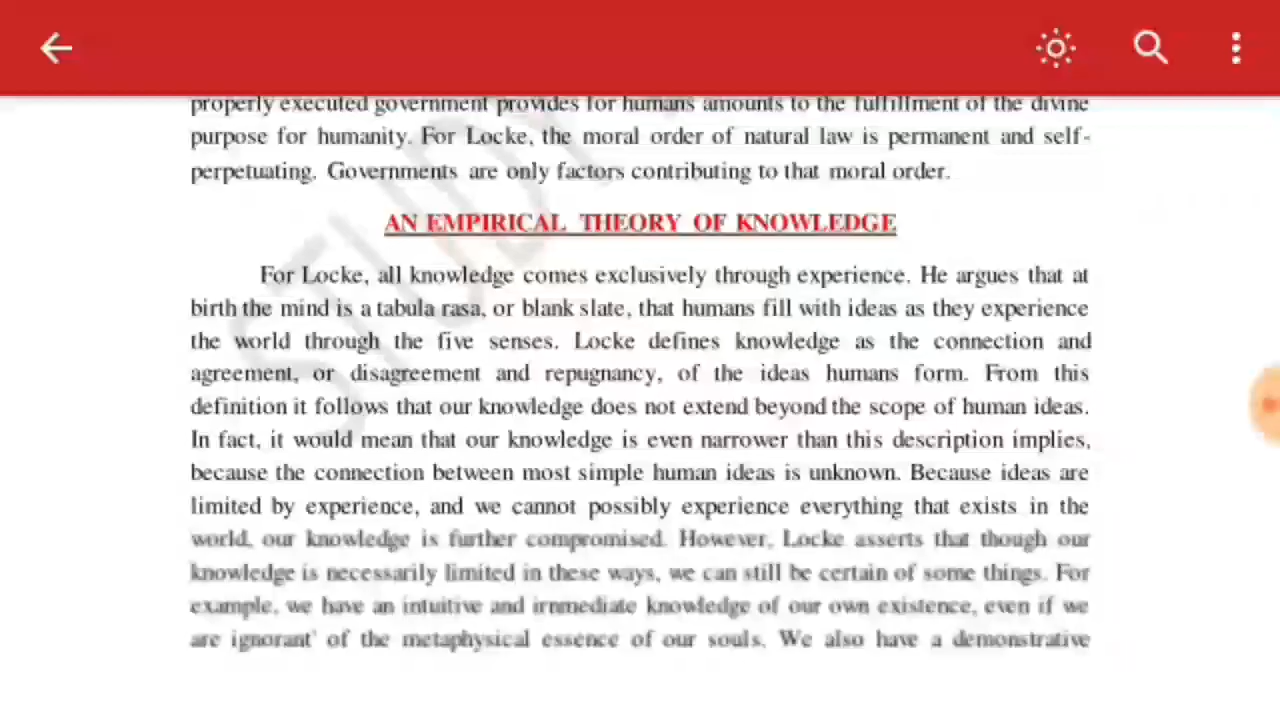 properly executed government provides for humans amounts to the fulfillment of the divine
purpose for humanity. For Locke, the moral order of natural law is permanent and self-
perpetuating. Governments are only factors contributing to that moral order.
AN EMPIRICAL THEORY OF KNOWLEDGE
For Locke, all knowledge comes exclusively through experience. He argues that at
birth the mind is a tabula rasa, or blank slate, that humans fill with ideas as they experience
the world through the five senses. Locke defines knowledge as the connection and
agreement, or disagreement and repugnancy, of the ideas humans form. From this
definition it follows that our knowledge does not extend beyond the scope of human ideas.
In fact, it would mean that our knowledge is even narrower than this description implies,
because the connection between most simple human ideas is unknown. Because ideas are
limited by experience, and we cannot possibly experience everything that exists in the
world, our knowledge is further compromised. However, Locke asserts that though our
knowledge is necessarily limited in these ways, we can still be certain of some things. For
example, we have an intuitive and immediate knowledge of our own existence, even if we
are ignorant' of the metaphysical essence of our souls. We also have a demonstrative
STUDY